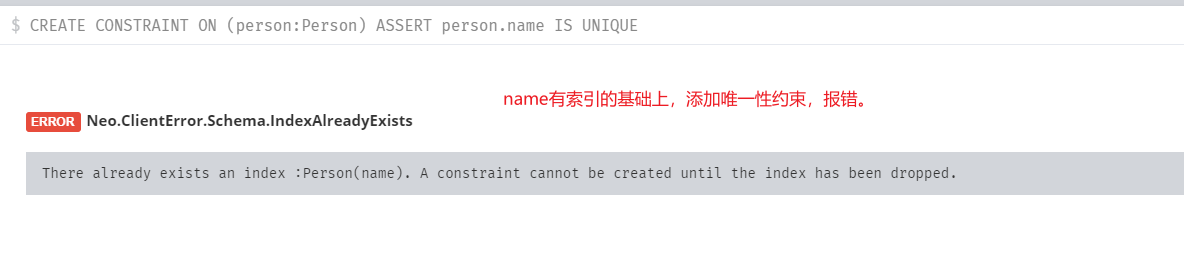 $ CREATE CONSTRAINT ON (person:Person) ASSERT person.name IS UNIQUE
name有索引的基础上，添加唯一性约束，报错。
ERROR Neo.ClientError.Schema.IndexAlreadyExists
There already exists an index :Person(name). A constraint cannot be created until the index has been dropped.